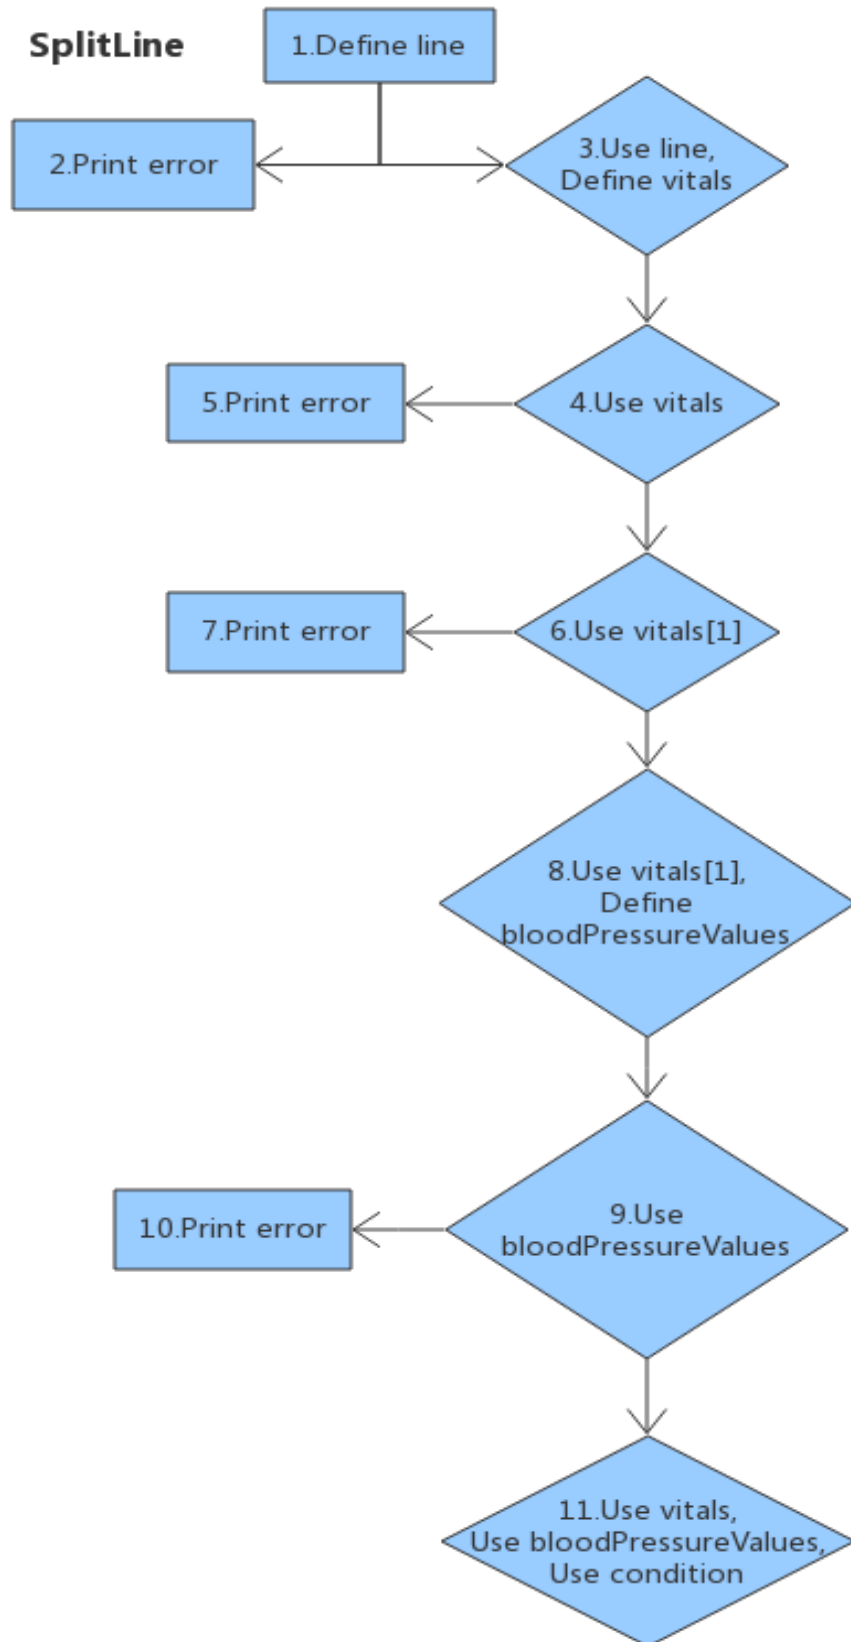 SplitLine
1.Define line
2.Print error
3.Use line,
Define vitals
5.Print error
4.Use vitals
7.Print error
6.Use vitals[1]
8.Use vitals[1],
Define
bloodPressureValues
10.Print error
9.Use
bloodPressureValues
11.Use vitals,
Use bloodPressureValues,
Use condition